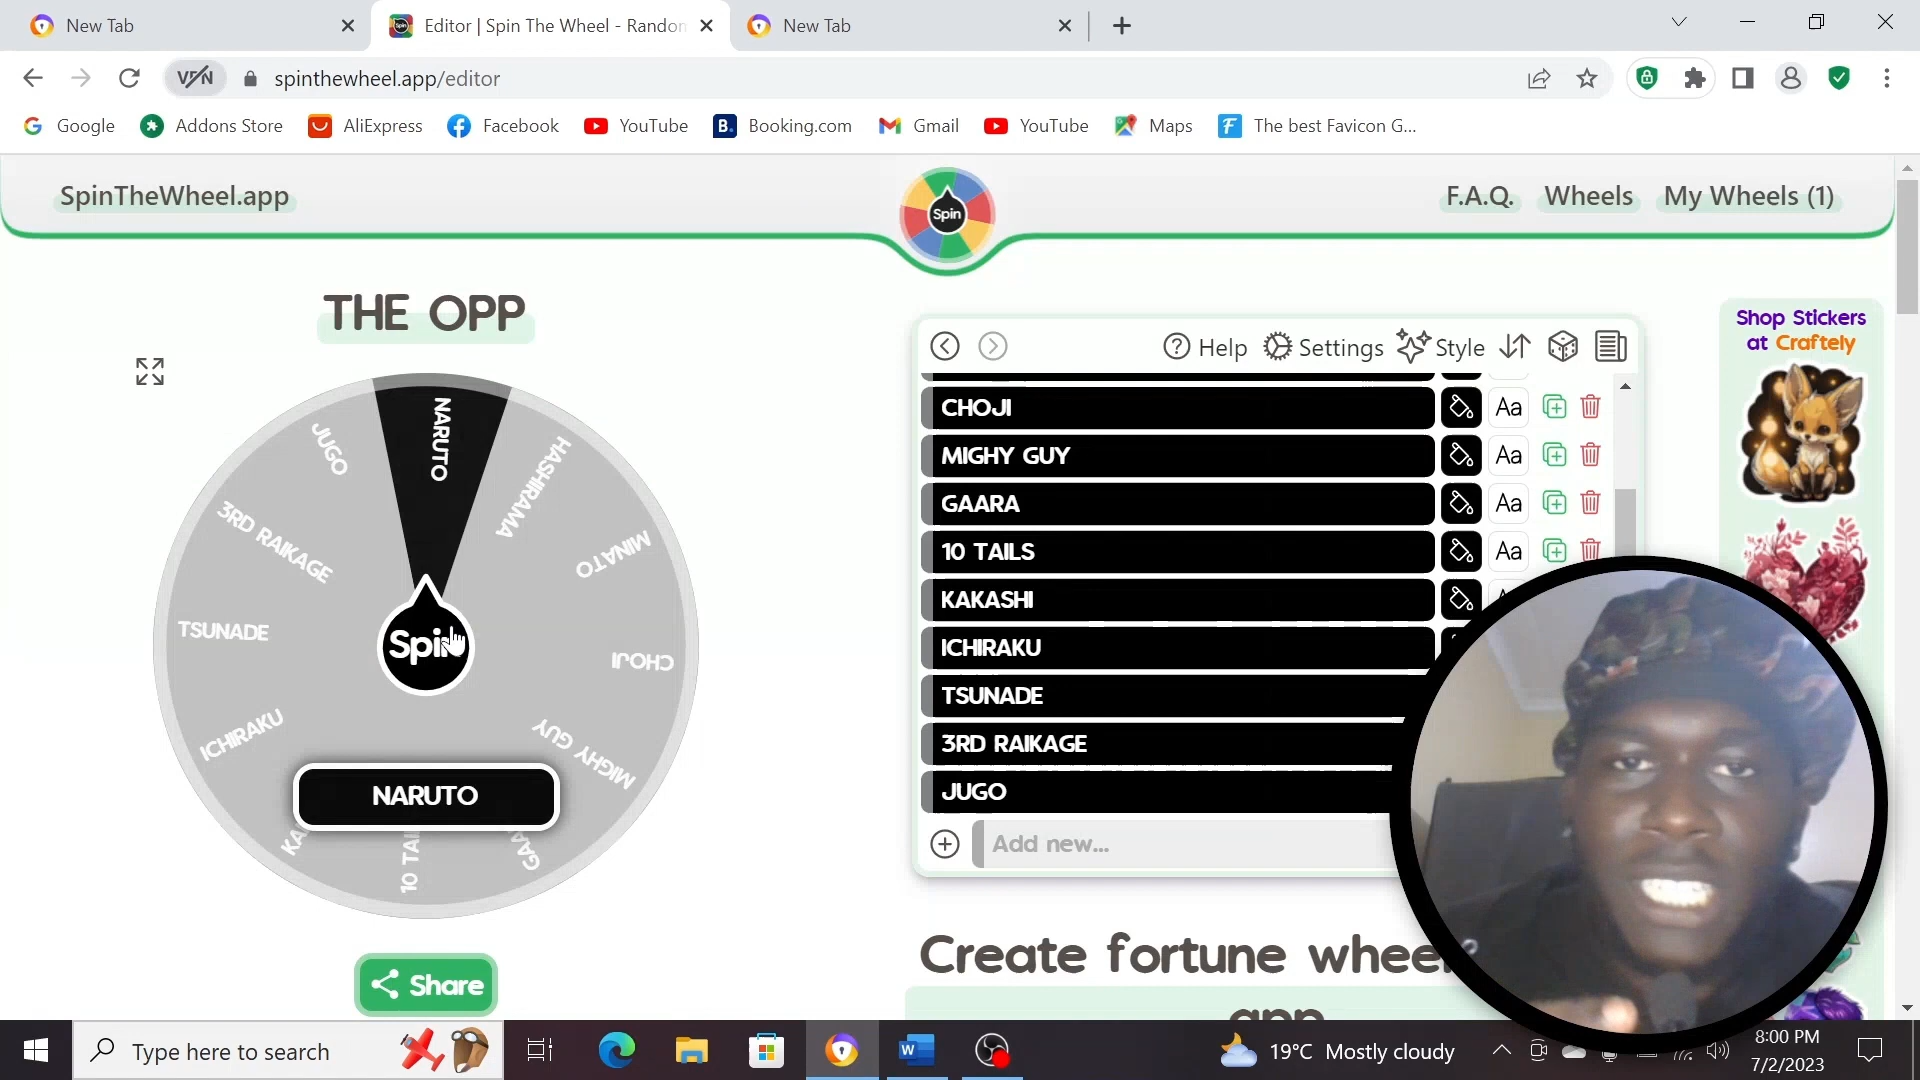 New Tab
Editor | Spin The Wheel - Random
New Tab
VPN
spinthewheel.app/editor
Google
Addons Store
AliExpress
Facebook
YouTube
B. Booking.com
Gmail
YouTube
Maps
The best Favicon G...
SpinTheWheel.app
Spin
F.A.Q.
Wheels
My Wheels (1)
THE OPP
NARUTO
HASHIRAMA
MINATO
CHOJI
MIGHY GUY
10 TAI
ICHIRAKU
TSUNADE
3RD RAIKAGE
JUGO
Spin
NARUTO
Share
Help
Settings
Style
CHOJI
Aa
MIGHY GUY
Aa
GAARA
Aa
10 TAILS
Aa
KAKASHI
ICHIRAKU
TSUNADE
3RD RAIKAGE
JUGO
Add new...
Shop Stickers
at Craftely
Create fortune whee
app
Type here to search
19°C Mostly cloudy
8:00 PM
7/2/2023